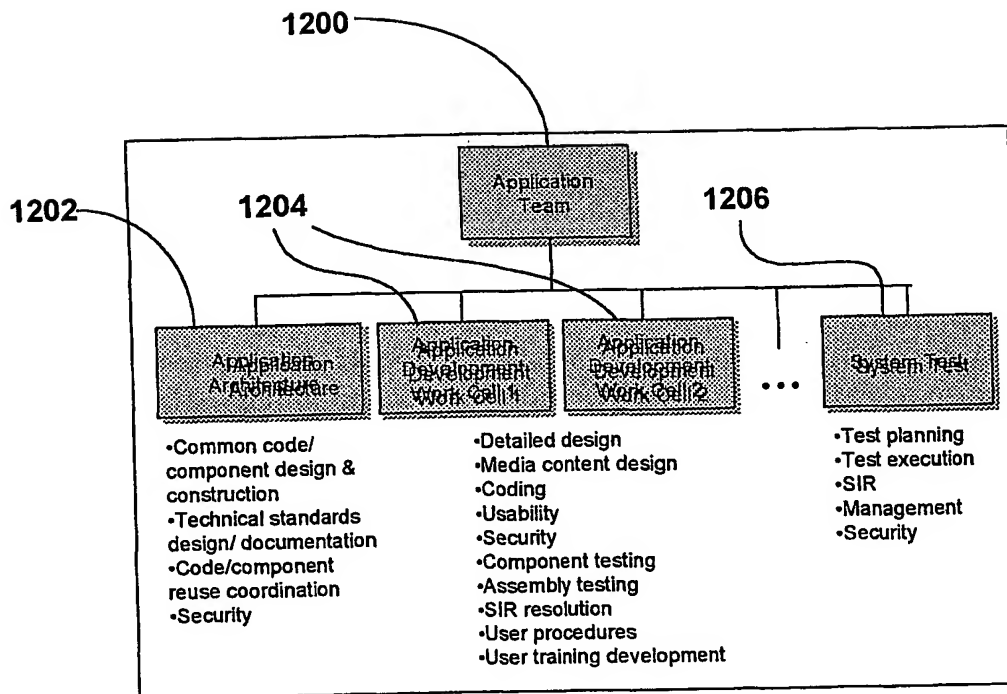 1200
Application
Team
1202
1204
1206
Application
Architecture
Application
Development
Work Cell 1
Application
Development
Work Cell 2
...
System Test
•Common code/
component design &
construction
•Technical standards
design/ documentation
•Code/component
reuse coordination
•Security
•Detailed design
•Media content design
•Coding
•Usability
•Security
•Component testing
•Assembly testing
•SIR resolution
•User procedures
•User training development
•Test planning
•Test execution
•SIR
•Management
•Security